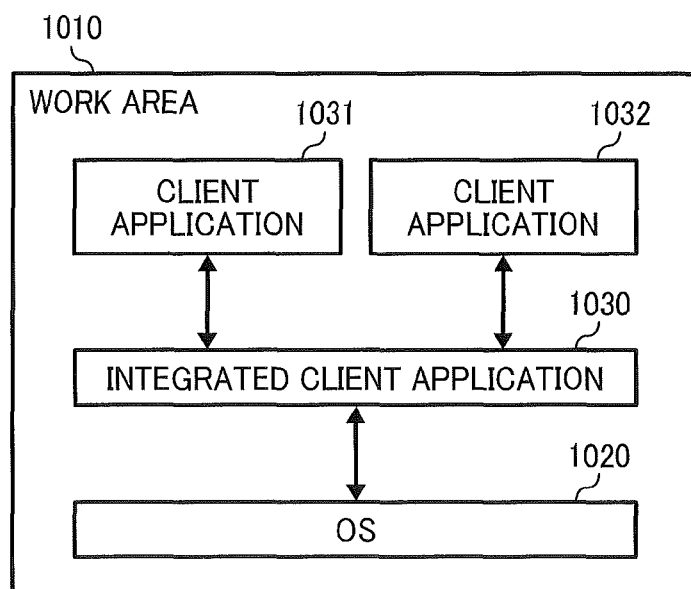 1010
WORK AREA
1031
1032
CLIENT
APPLICATION
CLIENT
APPLICATION
1030
INTEGRATED CLIENT APPLICATION
1020
OS